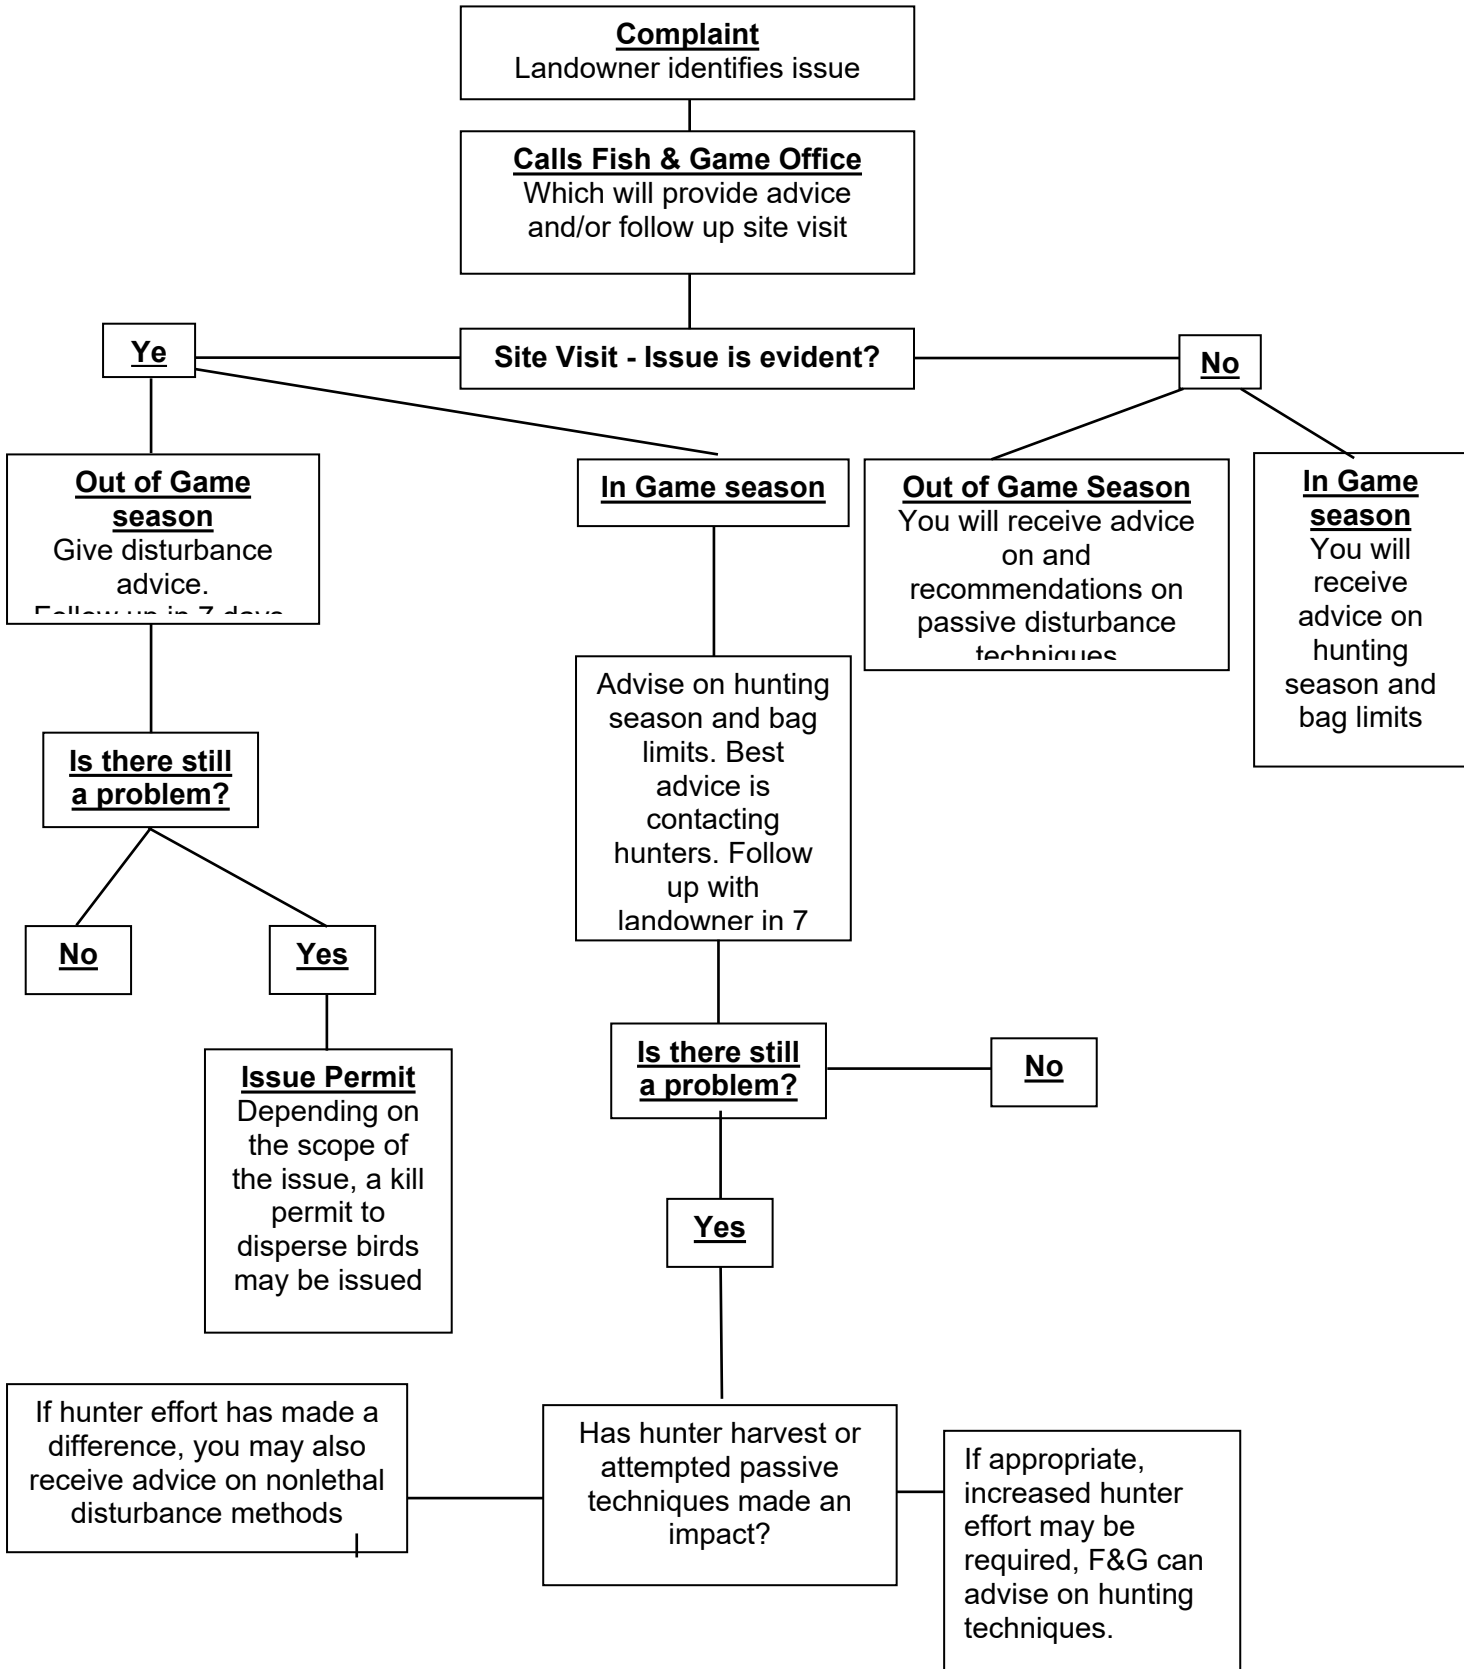 Complaint
Landowner identifies issue
Calls Fish & Game Office
Which will provide advice
and/or follow up site visit
Ye
Site Visit - Issue is evident?
No
Out of Game
season
Give disturbance
advice.
Follow up in 7 days
In Game season
Out of Game Season
You will receive advice
on and
recommendations on
passive disturbance
techniques
In Game
season
You will
receive
advice on
hunting
season and
bag limits
Advise on hunting
season and bag
limits. Best
advice is
contacting
hunters. Follow
up with
landowner in 7
Is there still
a problem?
No
Yes
Issue Permit
Depending on
the scope of
the issue, a kill
permit to
disperse birds
may be issued
Is there still
a problem?
No
Yes
If hunter effort has made a
difference, you may also
receive advice on nonlethal
disturbance methods
Has hunter harvest or
attempted passive
techniques made an
impact?
If appropriate,
increased hunter
effort may be
required, F&G can
advise on hunting
techniques.